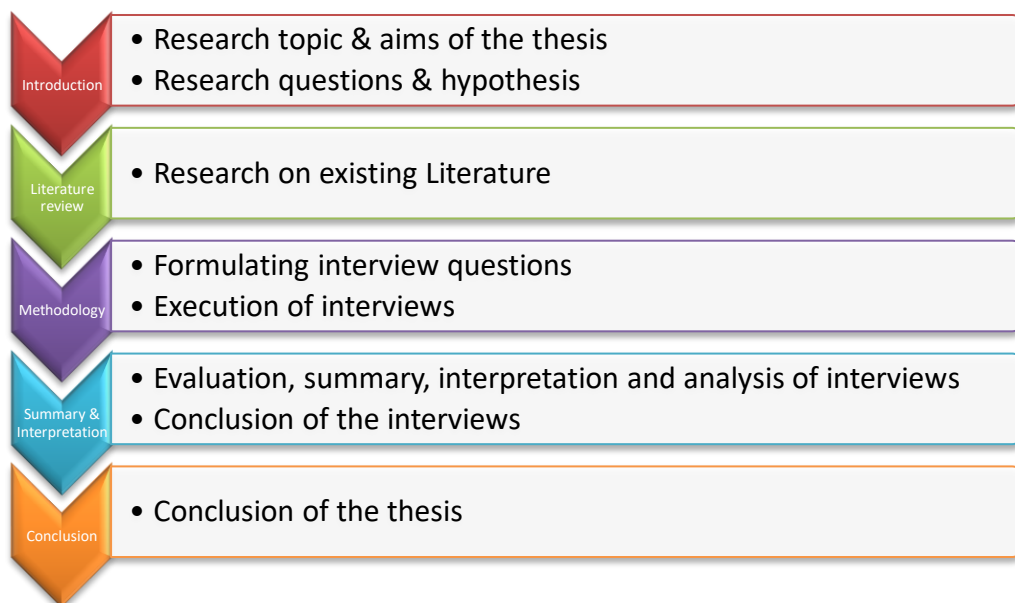 Introduction
• Research topic & aims of the thesis
• Research questions & hypothesis
Literature
review
• Research on existing Literature
Methodology
• Formulating interview questions
• Execution of interviews
Summary &
Interpretation
• Evaluation, summary, interpretation and analysis of interviews
• Conclusion of the interviews
Conclusion
• Conclusion of the thesis